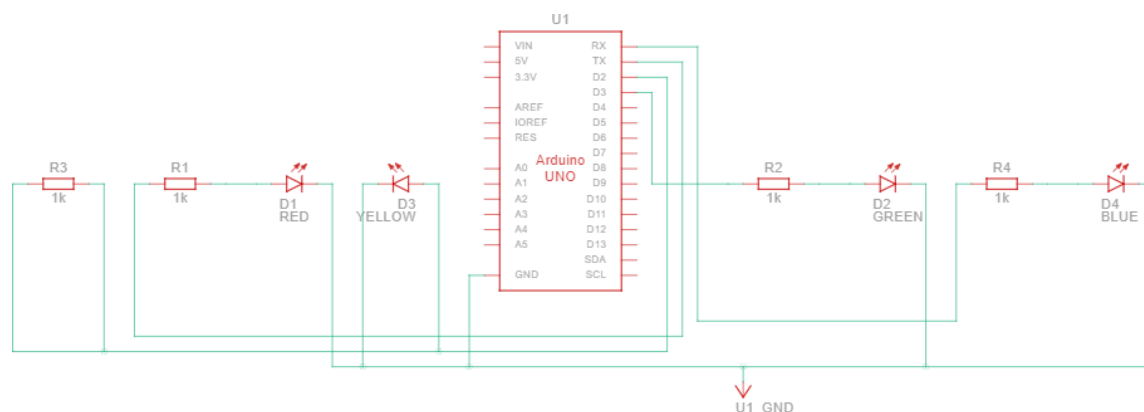 U1
VIN RX
5V TX
3.3V D2
D3
AREF D4
IOREF D5
RES D6
Arduino D7
UNO
A0 D8
A1 D9
A2 D10
A3 D11
A4 D12
A5 D13
SDA
GND SCL
R3
1k
R1
1k
D1
RED
D3
YELLOW
R2
1k
D2
GREEN
R4
1k
D4
BLUE
U1_GND